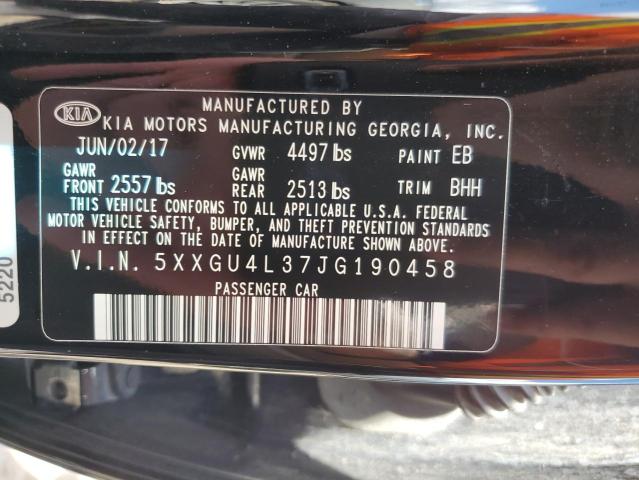 KIA
MANUFACTURED BY
KIA MOTORS MANUFACTURING GEORGIA, INC.
JUN/02/17 GVWR 4497 lbs PAINT EB
GAWR FRONT 2557 lbs GAWR REAR 2513 lbs TRIM BHH
THIS VEHICLE CONFORMS TO ALL APPLICABLE U.S.A. FEDERAL
MOTOR VEHICLE SAFETY, BUMPER, AND THEFT PREVENTION STANDARDS
IN EFFECT ON THE DATE OF MANUFACTURE SHOWN ABOVE.
V.I.N. 5XXGU4L37JG190458
PASSENGER CAR
5220